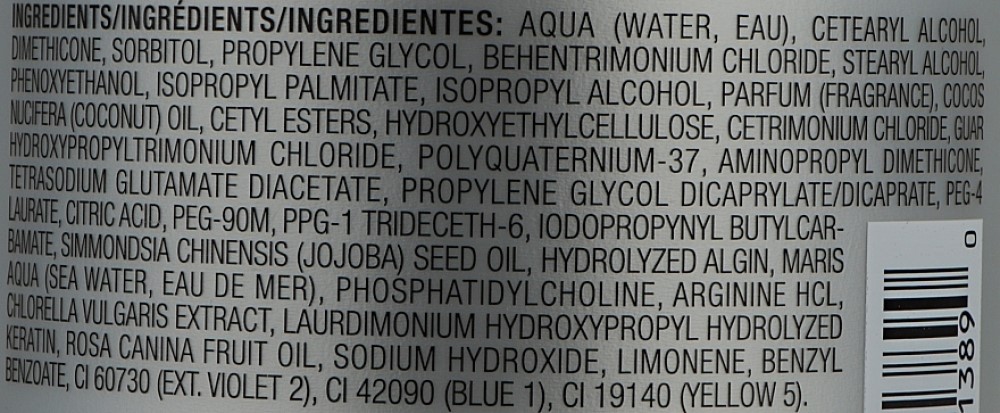 INGREDIENTS/INGRÉDIENTS/INGREDIENTES: AQUA (WATER, EAU), CETEARYL ALCOHOL,
DIMETHICONE, SORBITOL, PROPYLENE GLYCOL, BEHENTRIMONIUM CHLORIDE, STEARYL ALCOHOL,
PHENOXYETHANOL, ISOPROPYL PALMITATE, ISOPROPYL ALCOHOL, PARFUM (FRAGRANCE), COCOS
NUCIFERA (COCONUT) OIL, CETYL ESTERS, HYDROXYETHYLCELLULOSE, CETRIMONIUM CHLORIDE, GUAR
HYDROXYPROPYLTRIMONIUM CHLORIDE, POLYQUATERNIUM-37, AMINOPROPYL DIMETHICONE,
TETRASODIUM GLUTAMATE DIACETATE, PROPYLENE GLYCOL DICAPRYLATE/DICAPRATE, PEG-4
LAURATE, CITRIC ACID, PEG-90M, PPG-1 TRIDECETH-6, IODOPROPYNYL BUTYLCAR-
BAMATE, SIMMONDSIA CHINENSIS (JOJOBA) SEED OIL, HYDROLYZED ALGIN, MARIS
AQUA (SEA WATER, EAU DE MER), PHOSPHATIDYLCHOLINE, ARGININE HCL,
CHLORELLA VULGARIS EXTRACT, LAURDIMONIUM HYDROXYPROPYL HYDROLYZED
KERATIN, ROSA CANINA FRUIT OIL, SODIUM HYDROXIDE, LIMONENE, BENZYL
BENZOATE, CI 60730 (EXT. VIOLET 2), CI 42090 (BLUE 1), CI 19140 (YELLOW 5).
1389 0